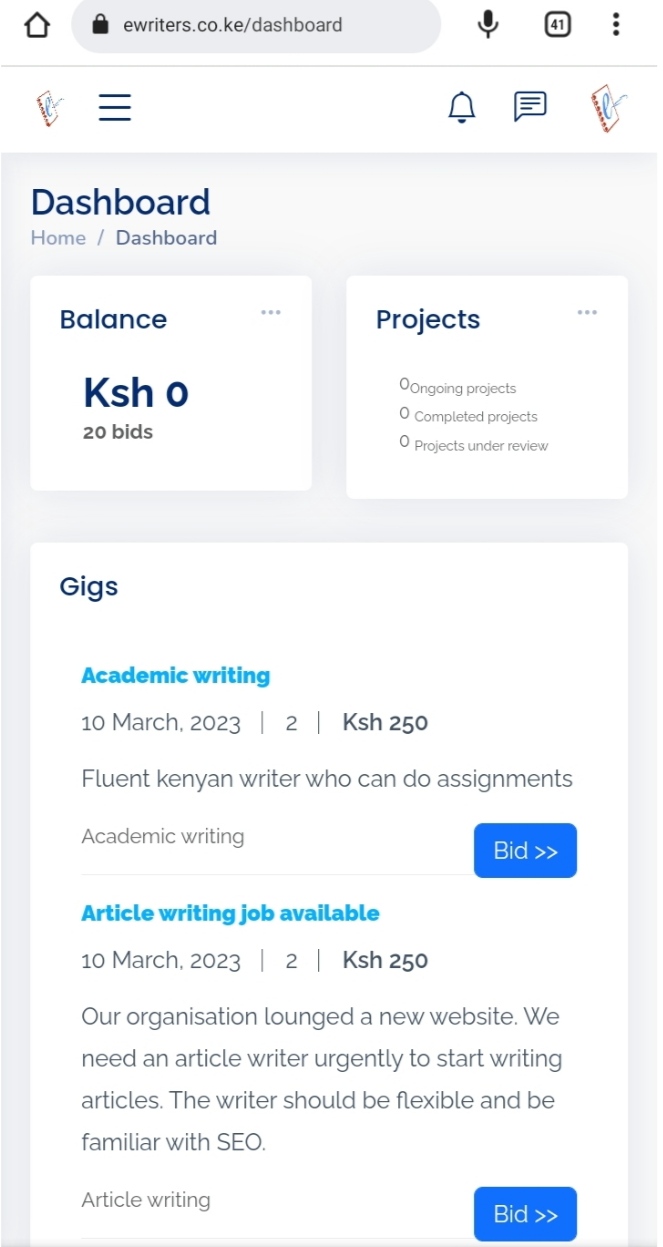 ewriters.co.ke/dashboard
41
Dashboard
Home / Dashboard
Balance
Ksh 0
20 bids
Projects
0Ongoing projects
0 Completed projects
0 Projects under review
Gigs
Academic writing
10 March, 2023 | 2 | Ksh 250
Fluent kenyan writer who can do assignments
Academic writing
Bid >>
Article writing job available
10 March, 2023 | 2 | Ksh 250
Our organisation lounged a new website. We
need an article writer urgently to start writing
articles. The writer should be flexible and be
familiar with SEO.
Article writing
Bid >>